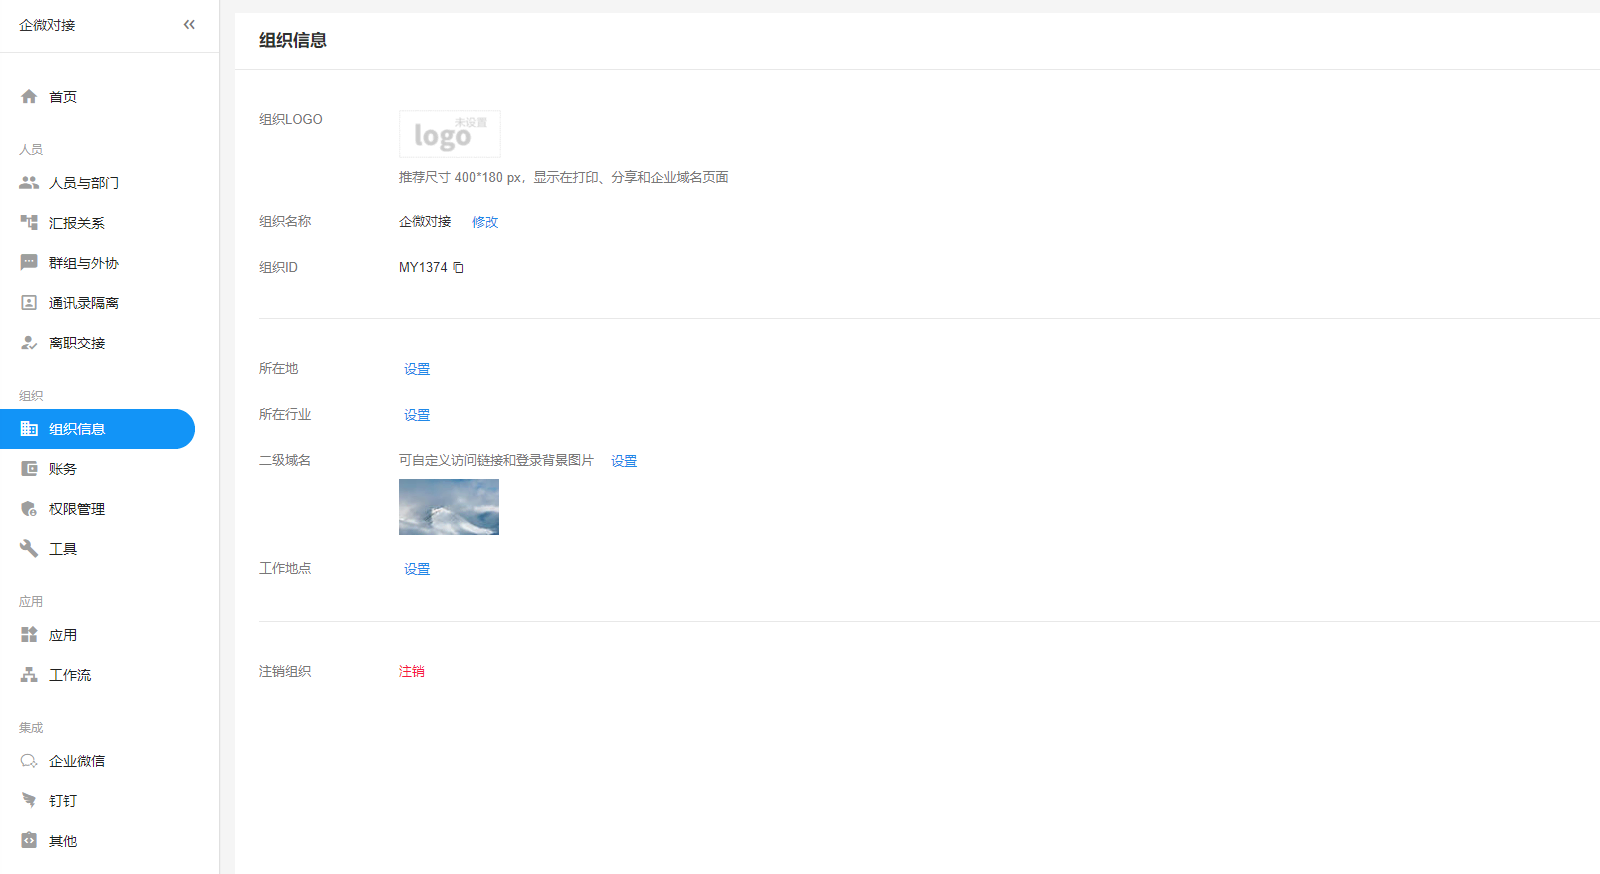 企微对接
首页
人员
人员与部门
汇报关系
群组与外协
通讯录隔离
离职交接
组织
组织信息
账务
权限管理
工具
应用
应用
工作流
集成
企业微信
钉钉
其他
组织信息
组织LOGO
未设置
logo
推荐尺寸 400*180 px，显示在打印、分享和企业域名页面
组织名称 企微对接 修改
组织ID MY1374
所在地 设置
所在行业 设置
二级域名 可自定义访问链接和登录背景图片 设置
工作地点 设置
注销组织 注销